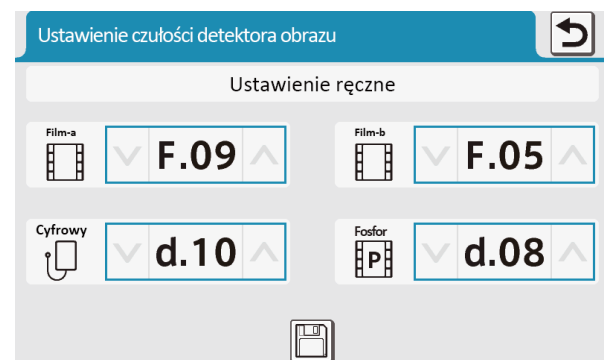 Ustawienie czułości detektora obrazu
Ustawienie ręczne
Film-a
F.09
Film-b
F.05
Cyfrowy
d.10
Fosfor
P
d.08